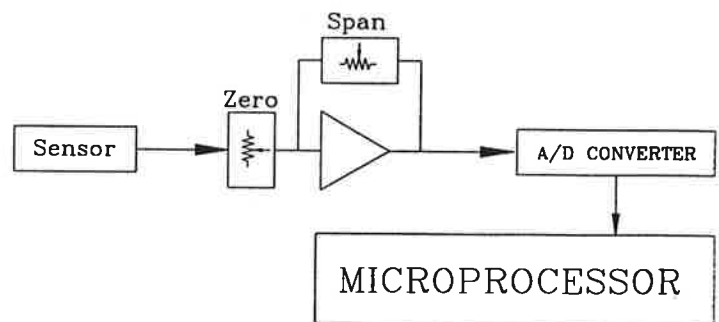 Span
Zero
Sensor
A/D CONVERTER
MICROPROCESSOR